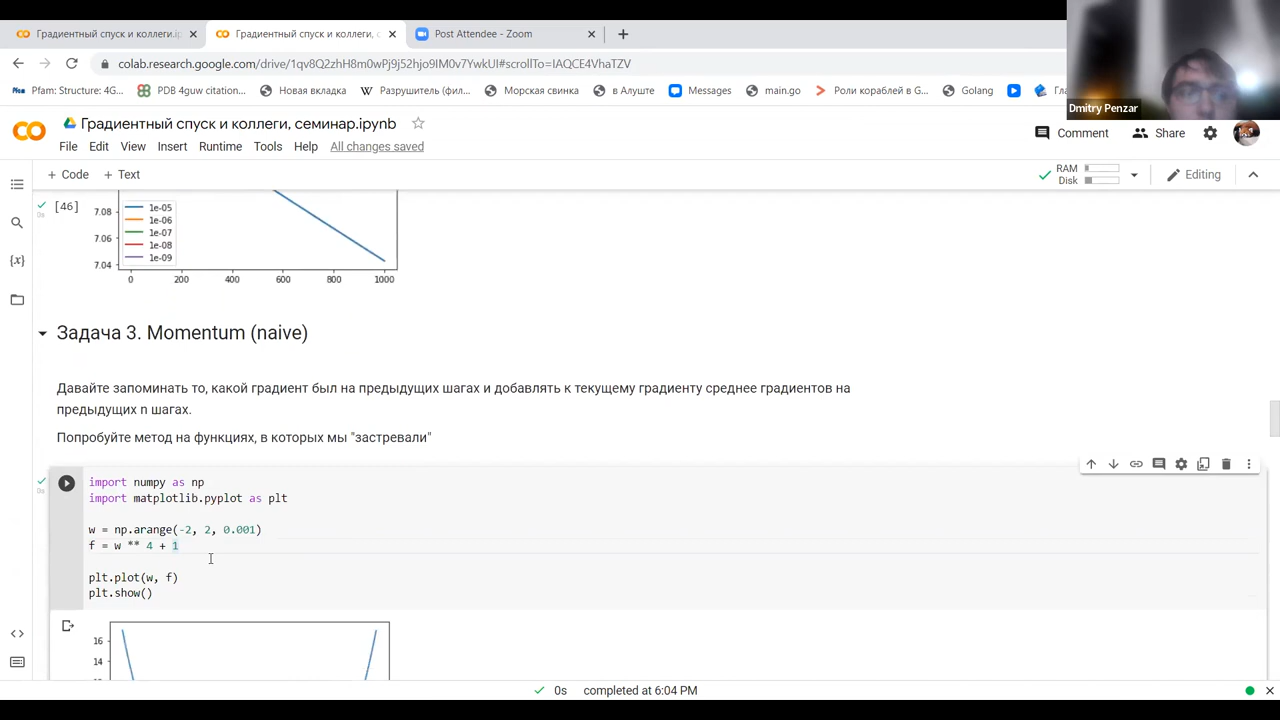 Градиентный спуск и коллеги.ip
Градиентный спуск и коллеги, с
Post Attendee - Zoom
colab.research.google.com/drive/1qv8Q2zhH8m0wPj9j52hjo9IM0v7YwkUI#scrollTo=IAQCE4VhaTZV
Pfam: Structure: 4G...
PDB 4guw citation...
Новая вкладка
Разрушитель (фил...
Морская свинка
в Алуште
Messages
main.go
Роли кораблей в G...
Golang
Гла
Dmitry Penzar
CO
Градиентный спуск и коллеги, семинар.ipynb
Comment
Share
File Edit View Insert Runtime Tools Help All changes saved
+ Code + Text
RAM
Disk
Editing
[46]
0s
7.08
7.06
7.04
1e-05
1e-06
1e-07
1e-08
1e-09
0 200 400 600 800 1000
{x}
Задача 3. Momentum (naive)
Давайте запоминать то, какой градиент был на предыдущих шагах и добавлять к текущему градиенту среднее градиентов на
предыдущих n шагах.
Попробуйте метод на функциях, в которых мы "застревали"
0s
import numpy as np
import matplotlib.pyplot as plt
w = np.arange(-2, 2, 0.001)
f = w ** 4 + 1
plt.plot(w, f)
plt.show()
16
14
0s completed at 6:04 PM